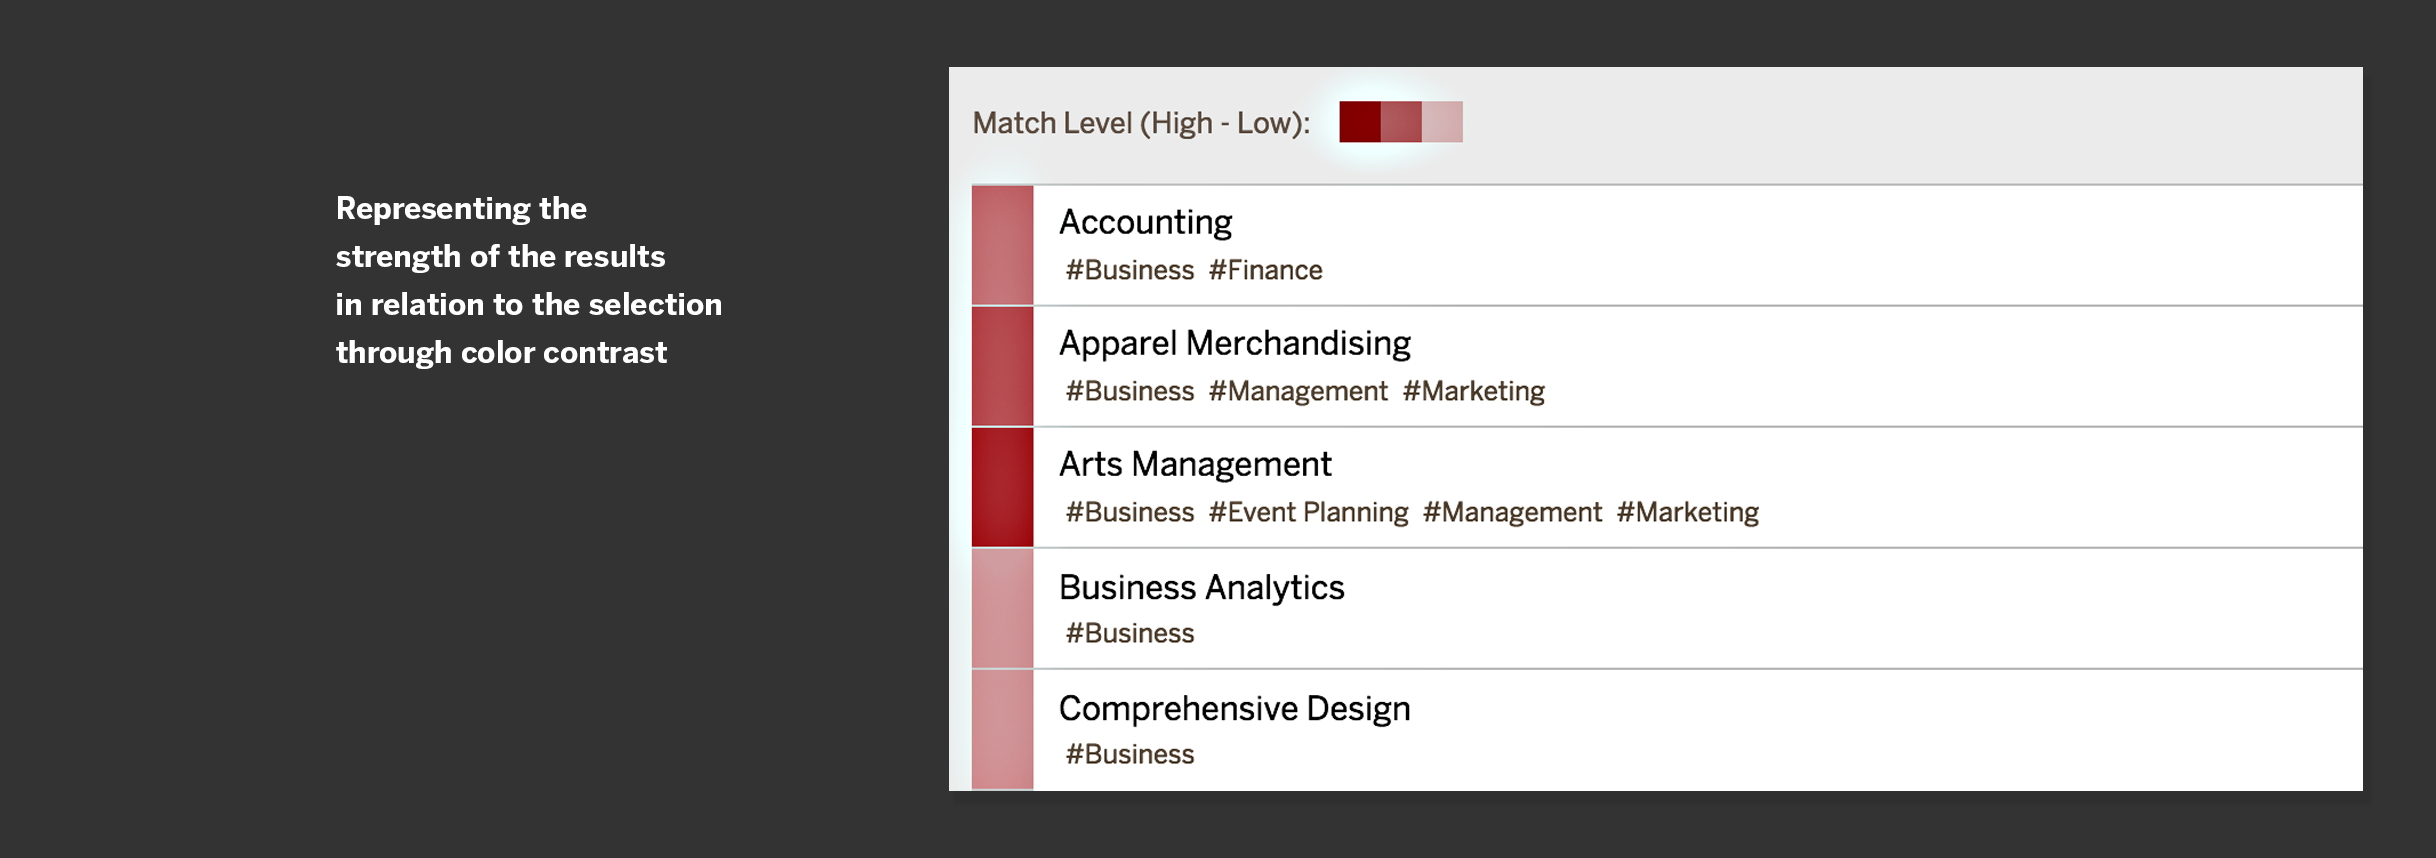 Representing the
strength of the results
in relation to the selection
through color contrast
Match Level (High - Low):
Accounting
#Business #Finance
Apparel Merchandising
#Business #Management #Marketing
Arts Management
#Business #Event Planning #Management #Marketing
Business Analytics
#Business
Comprehensive Design
#Business